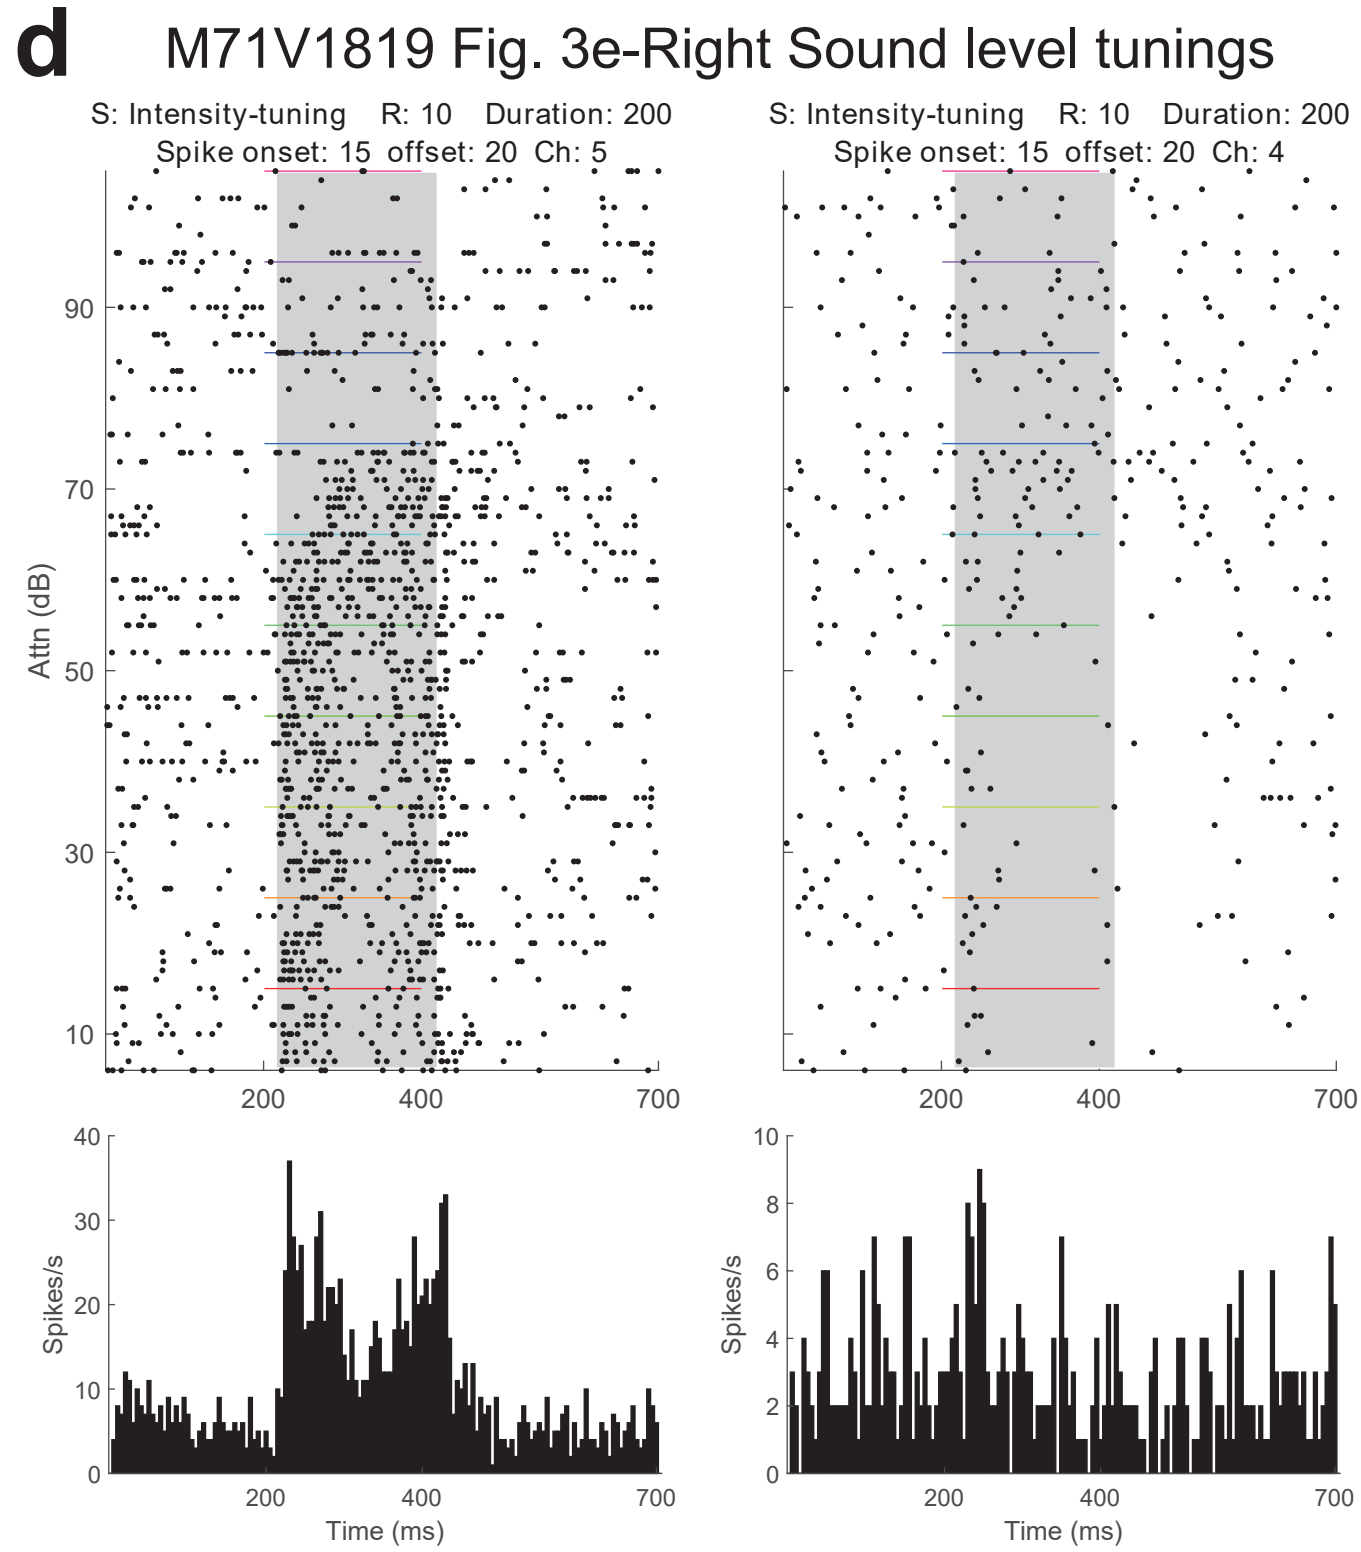 d M71V1819 Fig. 3e-Right Sound level tunings
S: Intensity-tuning R: 10 Duration: 200
Spike onset: 15 offset: 20 Ch: 5
Attn (dB)
90
70
50
30
10
200 400 700
S: Intensity-tuning R: 10 Duration: 200
Spike onset: 15 offset: 20 Ch: 4
200 400 700
Spikes/s
40
30
20
10
0
200 400 700
Time (ms)
Spikes/s
10
8
6
4
2
0
200 400 700
Time (ms)